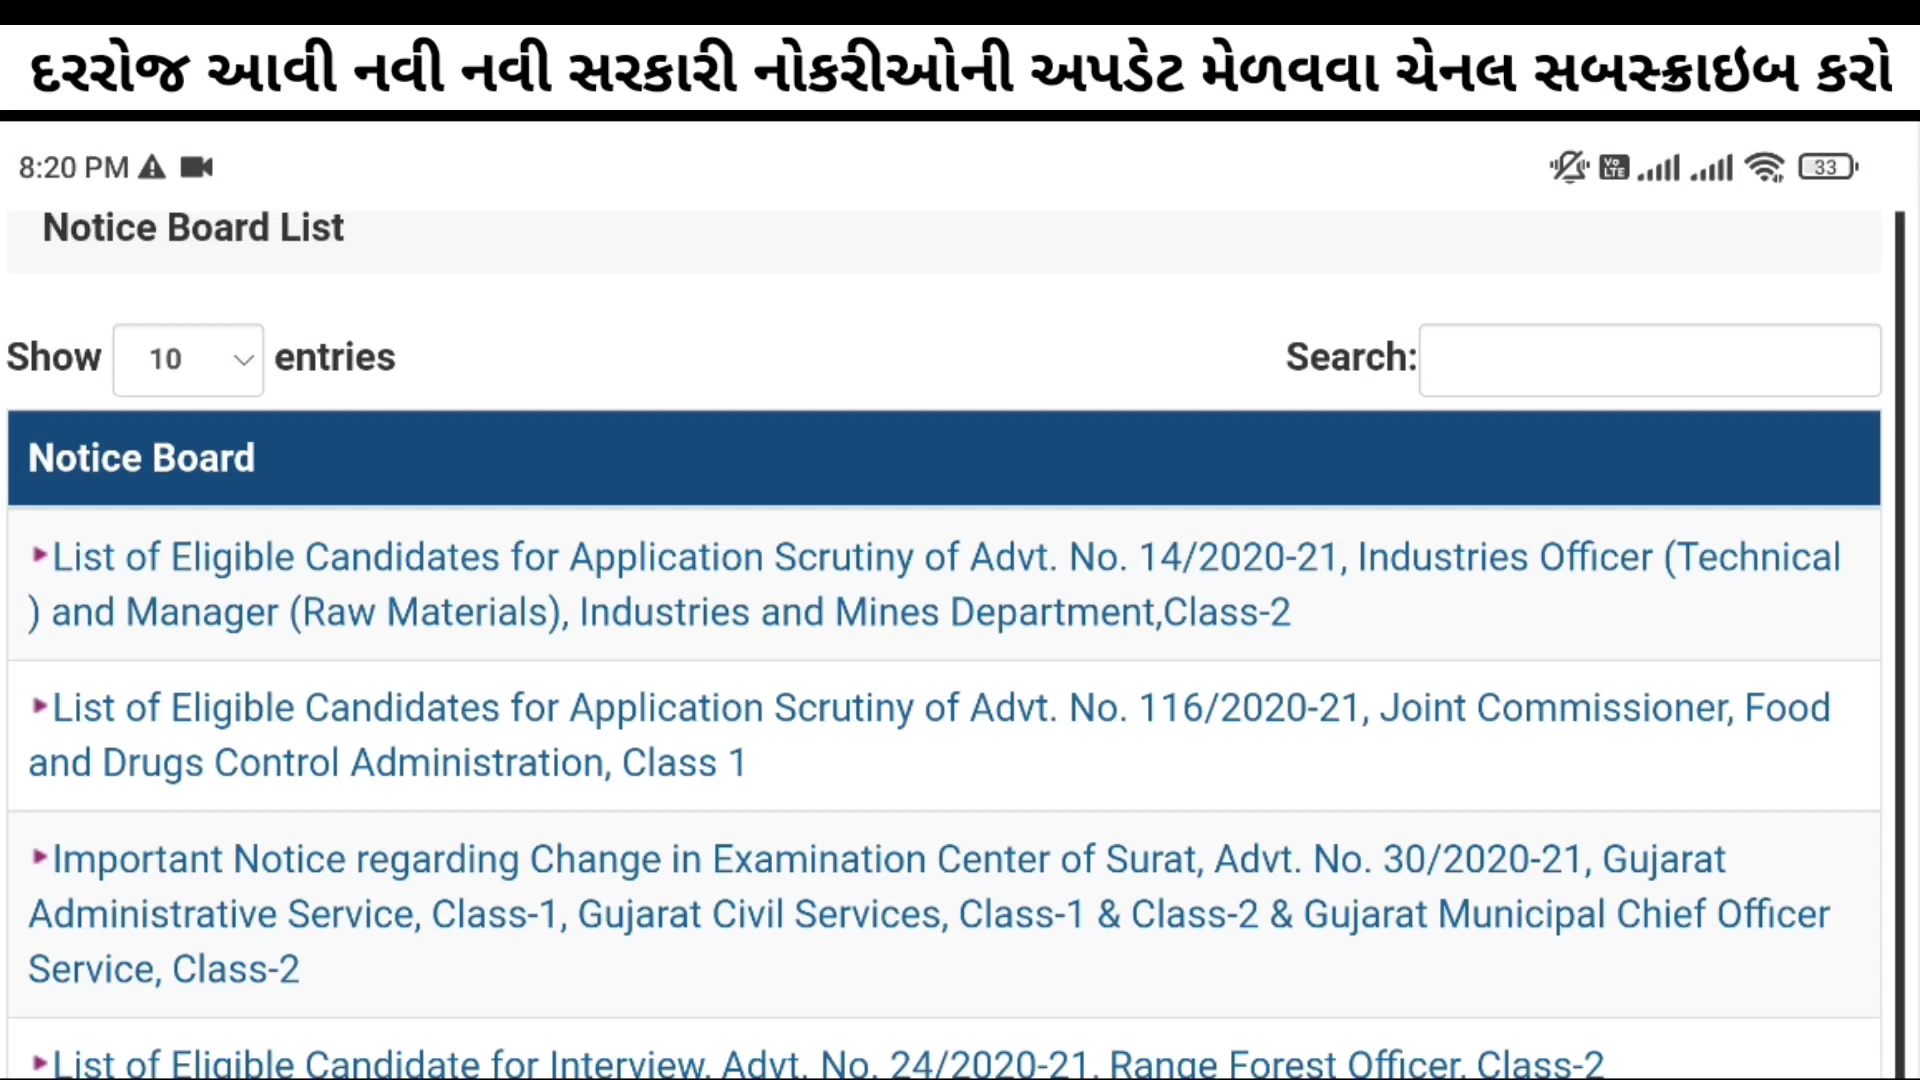 દરરોજ આવી નવી નવી સરકારી નોકરીઓની અપડેટ મેળવવા ચેનલ સબસ્ક્રાઇબ કરો
8:20 PM
Vo LTE
33
Notice Board List
Show 10 entries
Search:
Notice Board
List of Eligible Candidates for Application Scrutiny of Advt. No. 14/2020-21, Industries Officer (Technical
) and Manager (Raw Materials), Industries and Mines Department,Class-2
List of Eligible Candidates for Application Scrutiny of Advt. No. 116/2020-21, Joint Commissioner, Food
and Drugs Control Administration, Class 1
Important Notice regarding Change in Examination Center of Surat, Advt. No. 30/2020-21, Gujarat
Administrative Service, Class-1, Gujarat Civil Services, Class-1 & Class-2 & Gujarat Municipal Chief Officer
Service, Class-2
List of Eligible Candidate for Interview, Advt. No. 24/2020-21, Range Forest Officer, Class-2